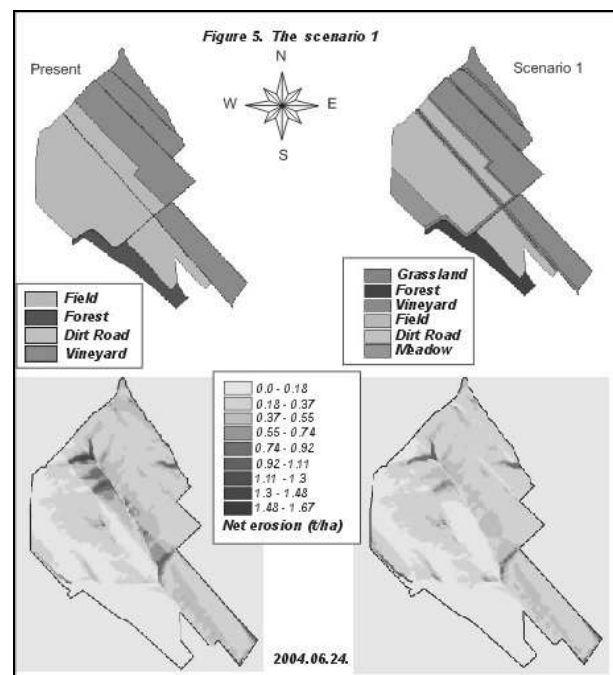 Figure 5. The scenario 1
Present
N
Scenario 1
W
E
S
Field
Forest
Dirt Road
Vineyard
Grassland
Forest
Vineyard
Field
Dirt Road
Meadow
0.0 - 0.18
0.18 - 0.37
0.37 - 0.55
0.55 - 0.74
0.74 - 0.92
0.92 - 1.11
1.11 - 1.3
1.3 - 1.48
1.48 - 1.67
Net erosion (t/ha)
2004.06.24.